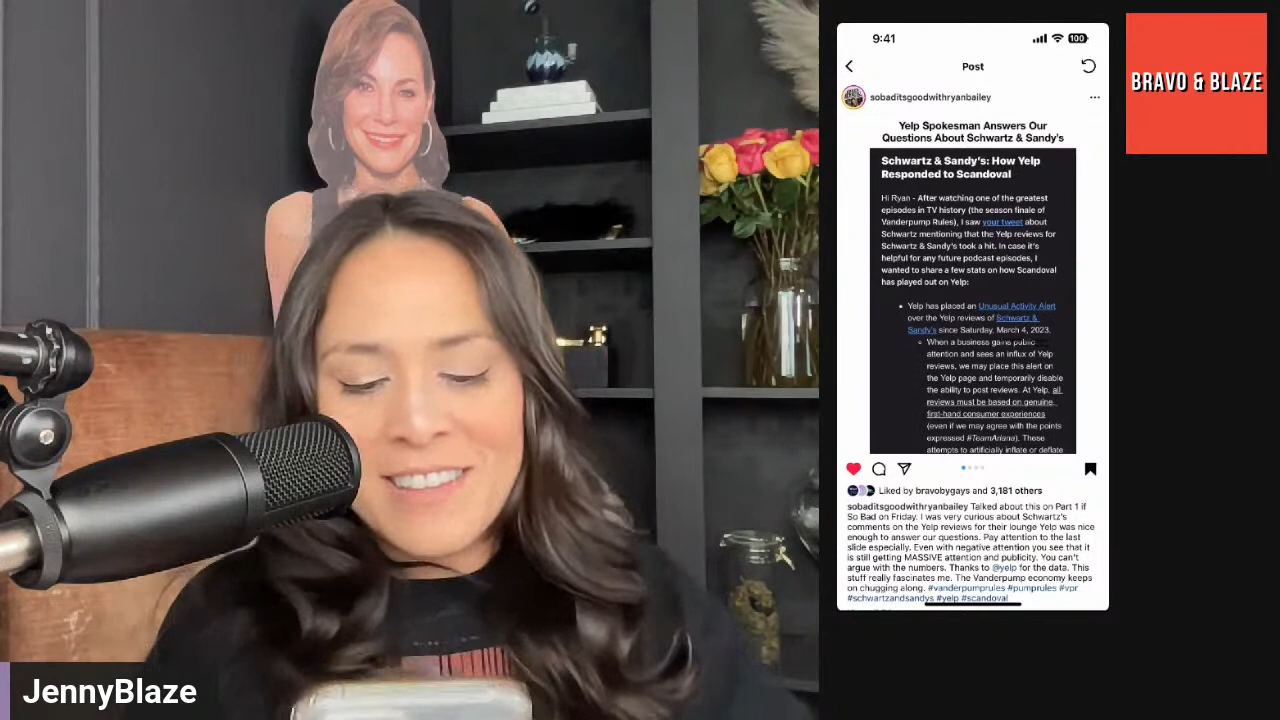 JennyBlaze
9:41
100
Post
sobaditsgoodwithryanbailey
Yelp Spokesman Answers Our
Questions About Schwartz & Sandy's
Schwartz & Sandy's: How Yelp
Responded to Scandoval
Hi Ryan - After watching one of the greatest
episodes in TV history (the season finale of
Vanderpump Rules), I saw your tweet about
Schwartz mentioning that the Yelp reviews for
Schwartz & Sandy's took a hit. In case it's
helpful for any future podcast episodes, I
wanted to share a few stats on how Scandoval
has played out on Yelp:
• Yelp has placed an Unusual Activity Alert
over the Yelp reviews of Schwartz &
Sandy's since Saturday, March 4, 2023.
○ When a business gains public
attention and sees an influx of Yelp
reviews, we may place this alert on
the Yelp page and temporarily disable
the ability to post reviews. At Yelp, all
reviews must be based on genuine,
first-hand consumer experiences
(even if we may agree with the points
expressed #TeamAriana). These
attempts to artificially inflate or deflate
Liked by bravobygays and 3,181 others
sobaditsgoodwithryanbailey Talked about this on Part 1 if
So Bad on Friday. I was very curious about Schwartz's
comments on the Yelp reviews for their lounge Yelp was nice
enough to answer our questions. Pay attention to the last
slide especially. Even with negative attention you see that it
is still getting MASSIVE attention and publicity. You can't
argue with the numbers. Thanks to @yelp for the data. This
stuff really fascinates me. The Vanderpump economy keeps
on chugging along. #vanderpumprules #pumprules #vpr
#schwartzandsandys #yelp #scandoval
BRAVO & BLAZE